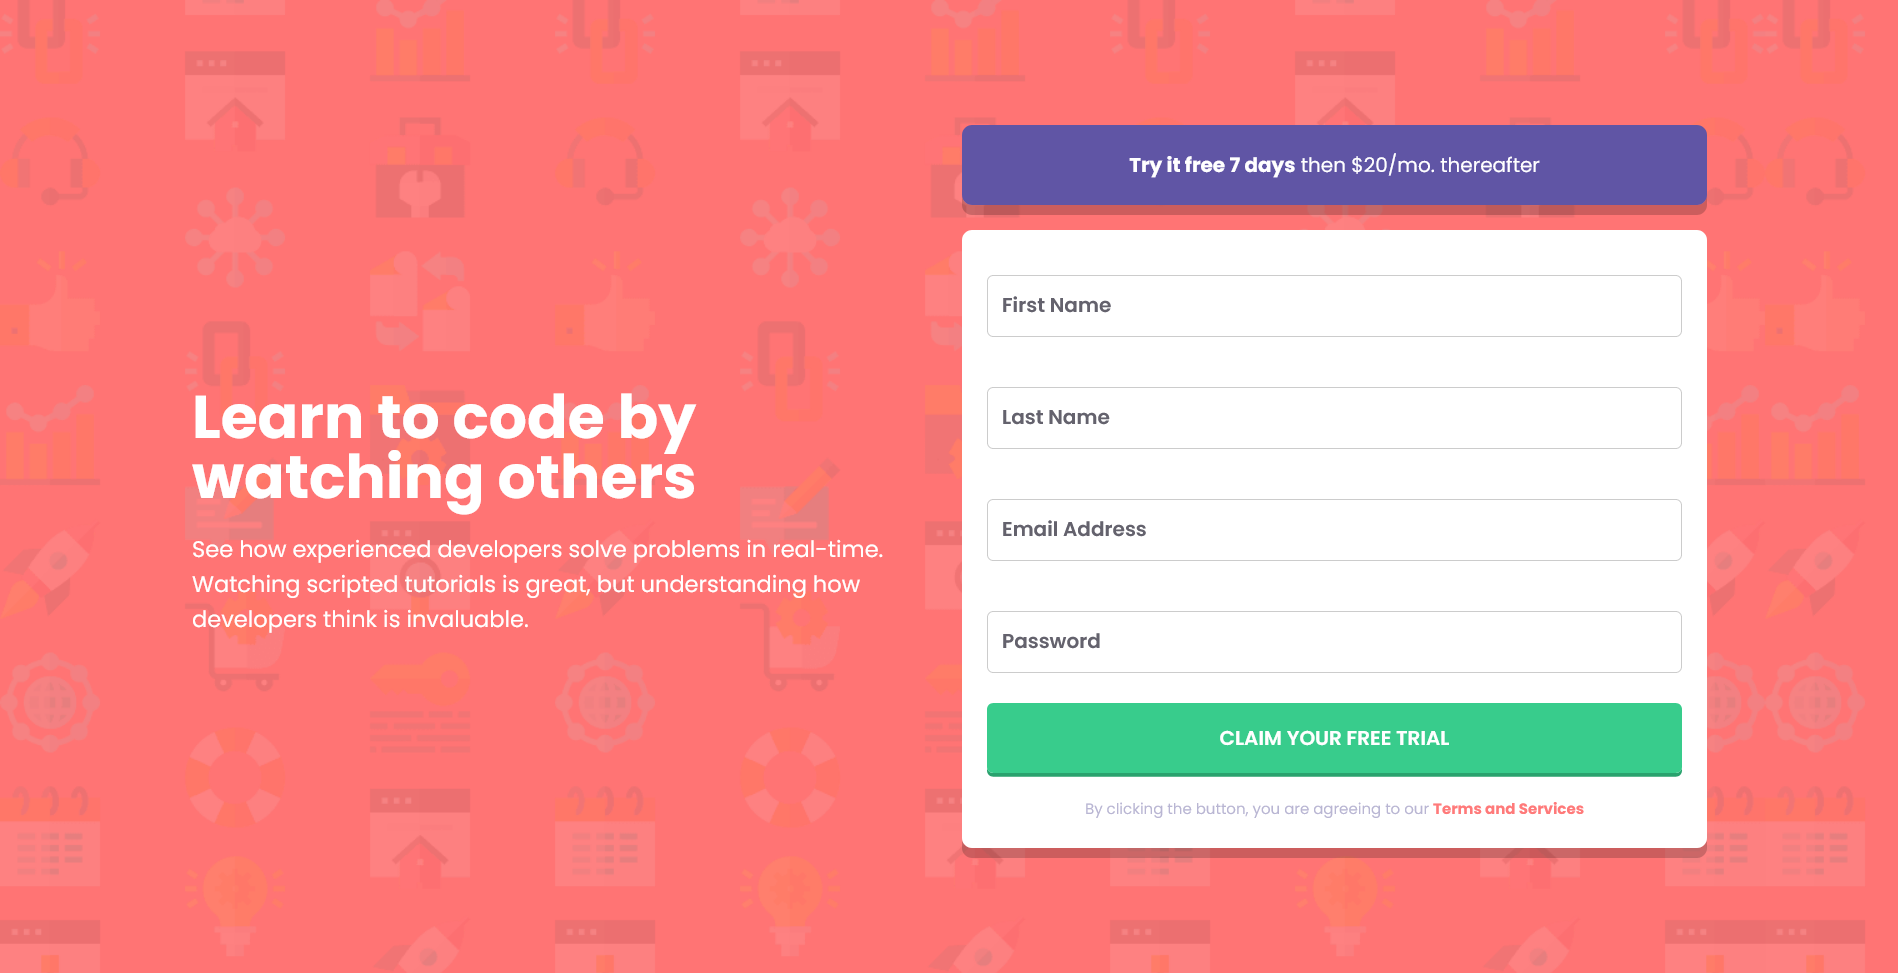 Learn to code by
watching others
See how experienced developers solve problems in real-time.
Watching scripted tutorials is great, but understanding how
developers think is invaluable.
Try it free 7 days then $20/mo. thereafter
First Name
Last Name
Email Address
Password
CLAIM YOUR FREE TRIAL
By clicking the button, you are agreeing to our Terms and Services